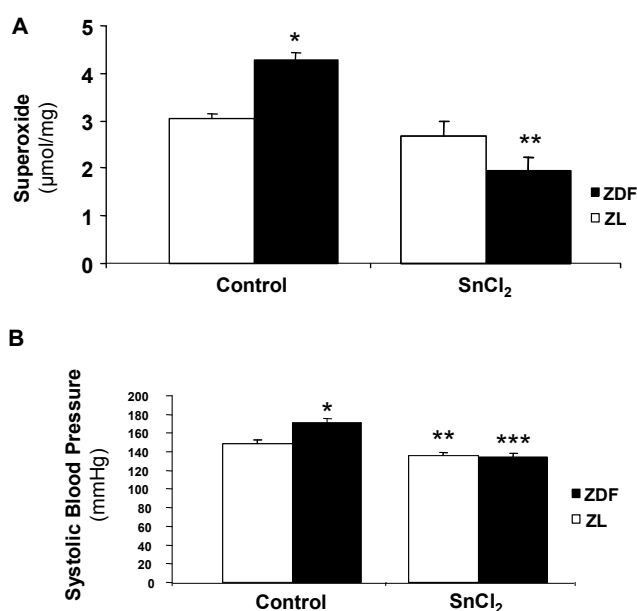 A
Superoxide
(µmol/mg)
5
4
3
2
1
0
*
**
ZDF
ZL
Control
SnCl₂
B
Systolic Blood Pressure
(mmHg)
200
180
160
140
120
100
80
60
40
20
0
*
**
***
ZDF
ZL
Control
SnCl₂